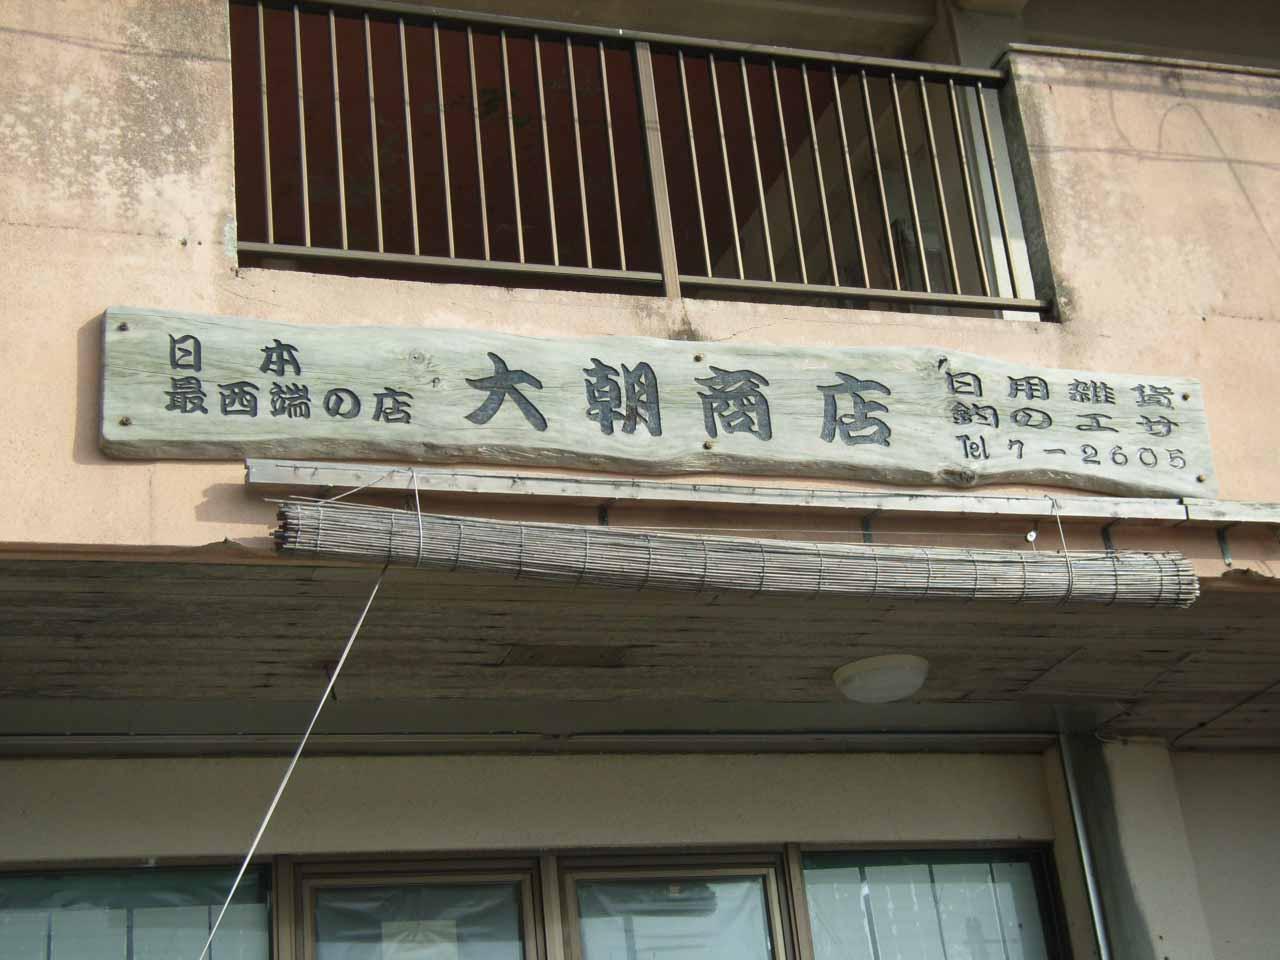 日本
最西端の店
大朝商店
日用雑貨
釣のエサ
Tel 7-2605